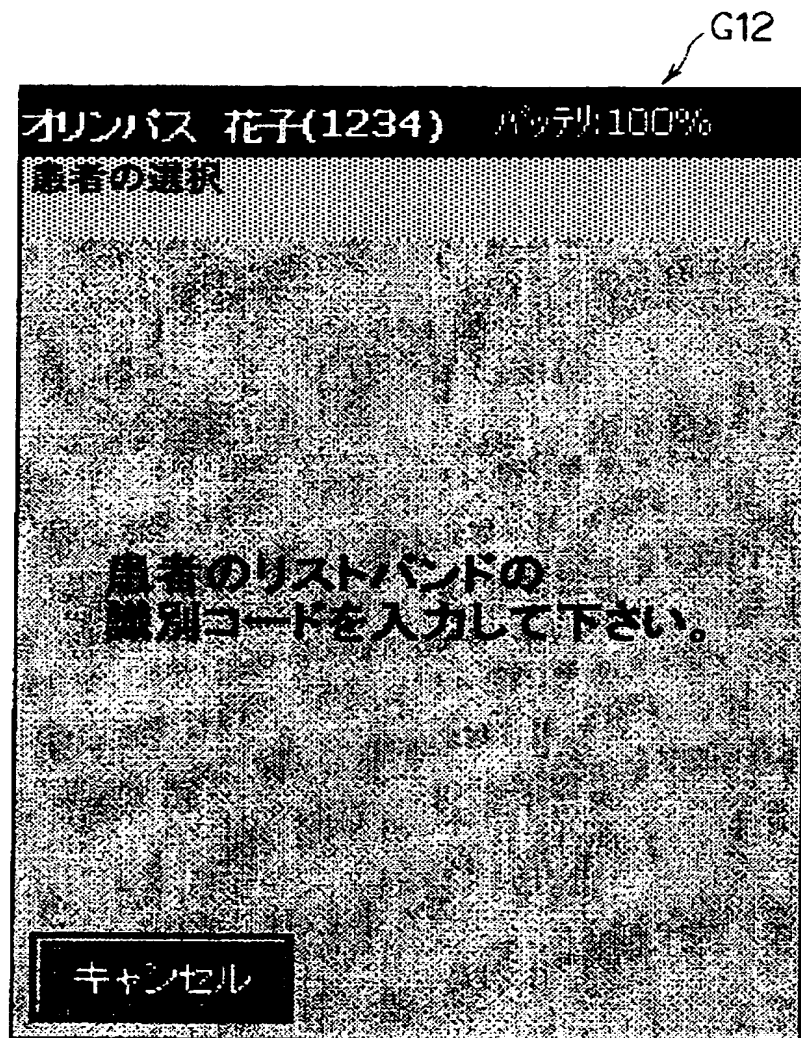 G12
オリンパス 花子(1234) バッテリ:100%
患者の選択
患者のリストバンドの
識別コードを入力して下さい。
キャンセル